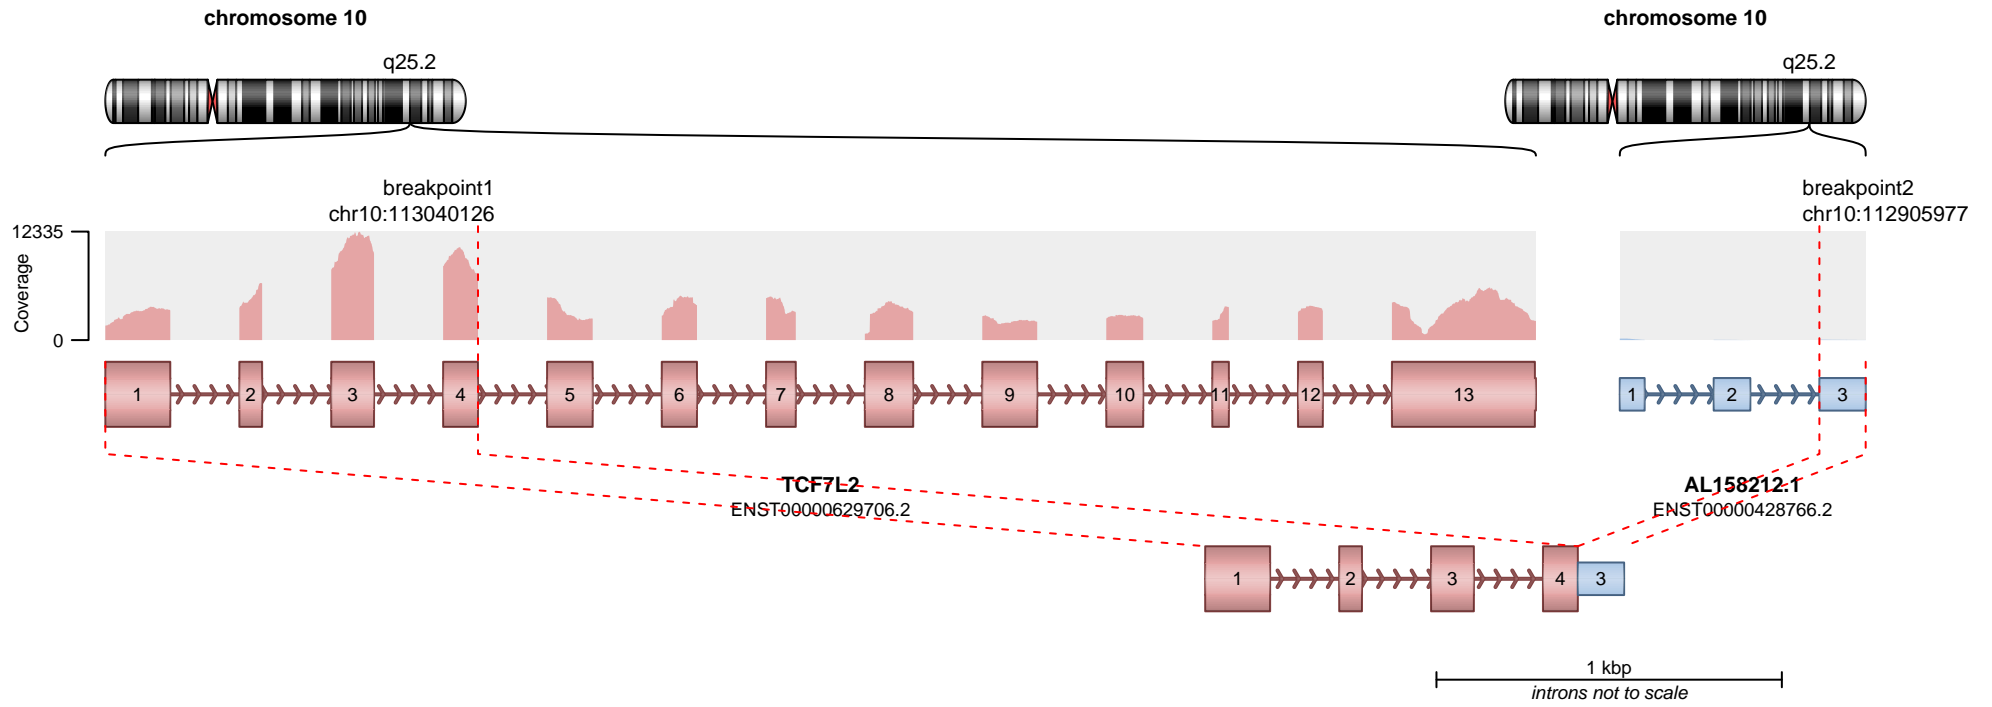 chromosome 10
chromosome 10
q25.2
q25.2
breakpoint1
chr10:113040126
breakpoint2
chr10:112905977
12335
Coverage
0
1 2 3 4 5 6 7 8 9 10 11 12 13
1 2 3
TCF7L2
ENST00000629706.2
AL158212.1
ENST00000428766.2
1 2 3 4 3
1 kbp
introns not to scale